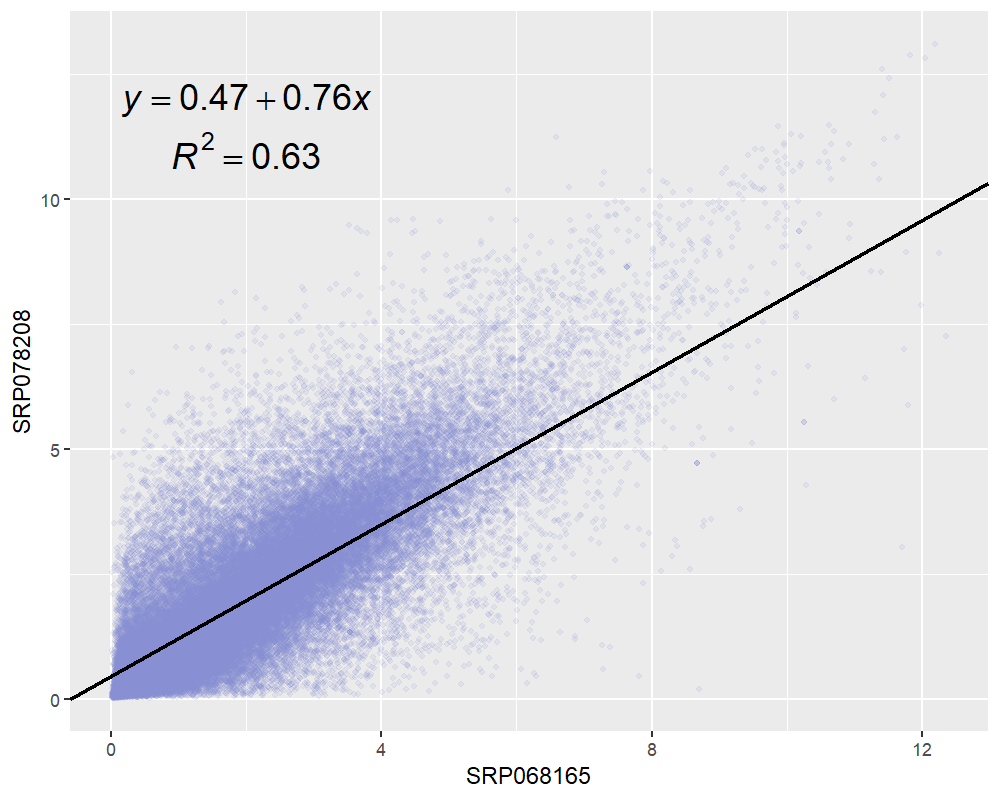 y = 0.47 + 0.76x
R² = 0.63
10
5
0
SRP078208
0 4 8 12
SRP068165